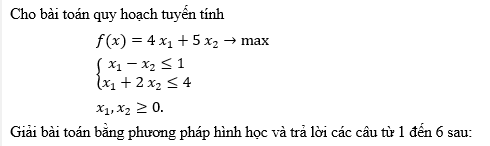 Cho bài toán quy hoạch tuyến tính
f(x) = 4 x₁ + 5 x₂ → max
{ x₁ − x₂ ≤ 1
x₁ + 2 x₂ ≤ 4
x₁, x₂ ≥ 0.
Giải bài toán bằng phương pháp hình học và trả lời các câu từ 1 đến 6 sau: